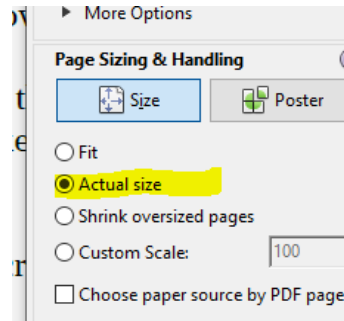 More Options
Page Sizing & Handling
Size Poster
Fit
Actual size
Shrink oversized pages
Custom Scale: 100
Choose paper source by PDF page